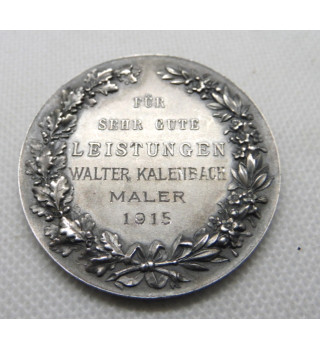 FÜR
SEHR GUTE
LEISTUNGEN
WALTER KALENBACH
MALER
1915